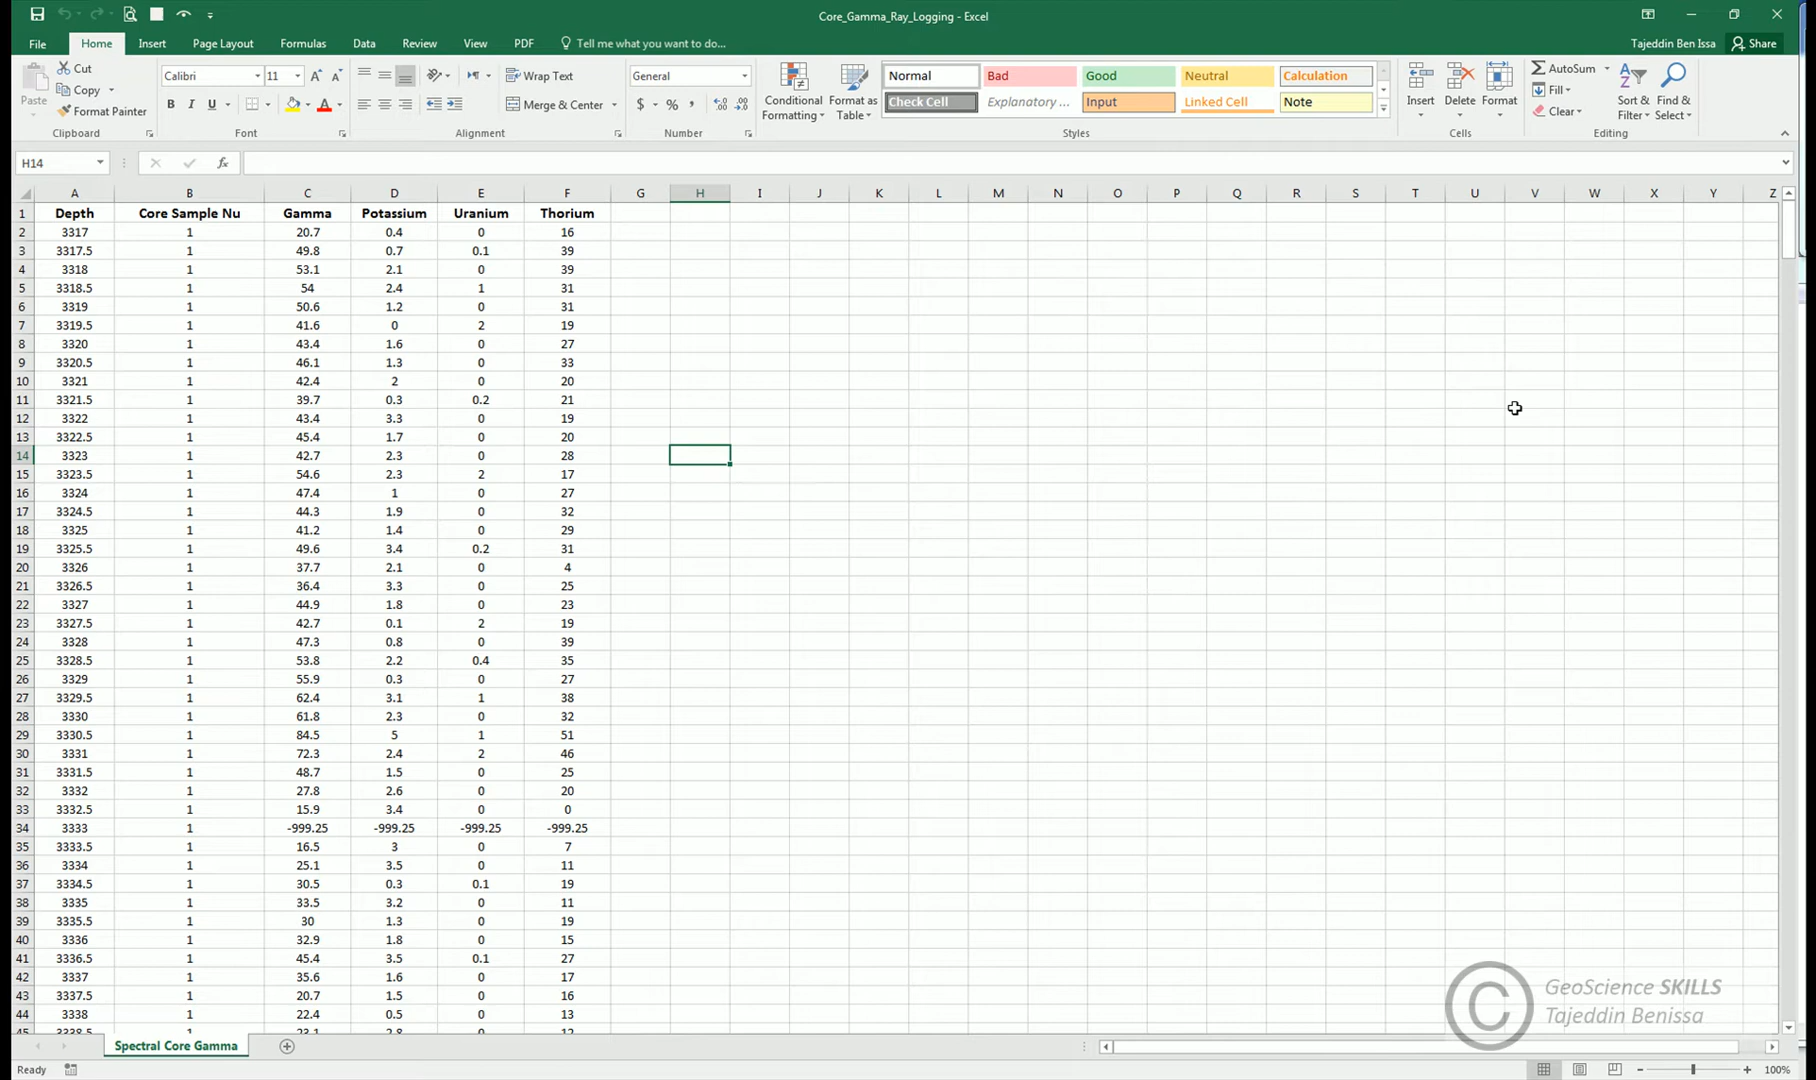 Core_Gamma_Ray_Logging - Excel
File Home Insert Page Layout Formulas Data Review View PDF Tell me what you want to do... Tajeddin Ben Issa Share
Paste Cut Copy Format Painter Clipboard
Calibri 11 B I U Font
Wrap Text Merge & Center Alignment
General $ % , Number
Conditional Formatting Format as Table
Normal Bad Good Neutral Calculation
Check Cell Explanatory ... Input Linked Cell Note
Styles
Insert Delete Format Cells
AutoSum Fill Clear Sort & Filter Find & Select Editing
H14 fx
A B C D E F G H I J K L M N O P Q R S T U V W X Y Z
1 Depth Core Sample Nu Gamma Potassium Uranium Thorium
2 3317 1 20.7 0.4 0 16
3 3317.5 1 49.8 0.7 0.1 39
4 3318 1 53.1 2.1 0 39
5 3318.5 1 54 2.4 1 31
6 3319 1 50.6 1.2 0 31
7 3319.5 1 41.6 0 2 19
8 3320 1 43.4 1.6 0 27
9 3320.5 1 46.1 1.3 0 33
10 3321 1 42.4 2 0 20
11 3321.5 1 39.7 0.3 0.2 21
12 3322 1 43.4 3.3 0 19
13 3322.5 1 45.4 1.7 0 20
14 3323 1 42.7 2.3 0 28
15 3323.5 1 54.6 2.3 2 17
16 3324 1 47.4 1 0 27
17 3324.5 1 44.3 1.9 0 32
18 3325 1 41.2 1.4 0 29
19 3325.5 1 49.6 3.4 0.2 31
20 3326 1 37.7 2.1 0 4
21 3326.5 1 36.4 3.3 0 25
22 3327 1 44.9 1.8 0 23
23 3327.5 1 42.7 0.1 2 19
24 3328 1 47.3 0.8 0 39
25 3328.5 1 53.8 2.2 0.4 35
26 3329 1 55.9 0.3 0 27
27 3329.5 1 62.4 3.1 1 38
28 3330 1 61.8 2.3 0 32
29 3330.5 1 84.5 5 1 51
30 3331 1 72.3 2.4 2 46
31 3331.5 1 48.7 1.5 0 25
32 3332 1 27.8 2.6 0 20
33 3332.5 1 15.9 3.4 0 0
34 3333 1 -999.25 -999.25 -999.25 -999.25
35 3333.5 1 16.5 3 0 7
36 3334 1 25.1 3.5 0 11
37 3334.5 1 30.5 0.3 0.1 19
38 3335 1 33.5 3.2 0 11
39 3335.5 1 30 1.3 0 19
40 3336 1 32.9 1.8 0 15
41 3336.5 1 45.4 3.5 0.1 27
42 3337 1 35.6 1.6 0 17
43 3337.5 1 20.7 1.5 0 16
44 3338 1 22.4 0.5 0 13
Spectral Core Gamma
Ready 100%
© GeoScience SKILLS
Tajeddin Benissa